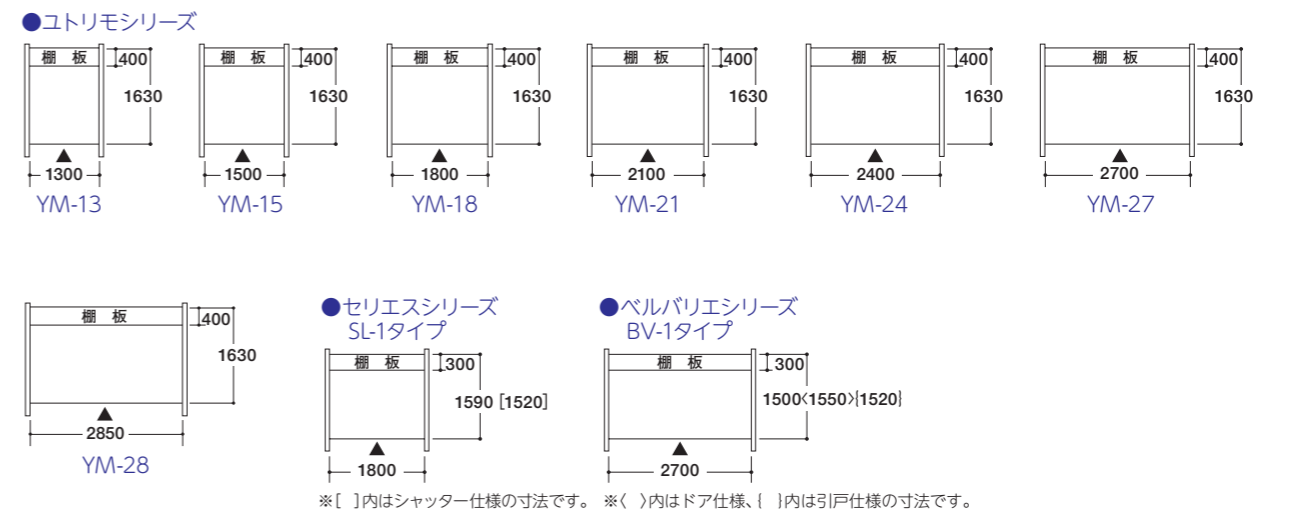 ●ユトリモシリーズ
棚 板 400 1630 1300 YM-13
棚 板 400 1630 1500 YM-15
棚 板 400 1630 1800 YM-18
棚 板 400 1630 2100 YM-21
棚 板 400 1630 2400 YM-24
棚 板 400 1630 2700 YM-27
棚 板 400 1630 2850 YM-28
●セリエスシリーズ
SL-1タイプ
棚 板 300
1590 [1520]
1800
●ベルバリエシリーズ
BV-1タイプ
棚 板 300
1500〈1550〉{1520}
2700
※[ ]内はシャッター仕様の寸法です。 ※〈 〉内はドア仕様、{ }内は引戸仕様の寸法です。